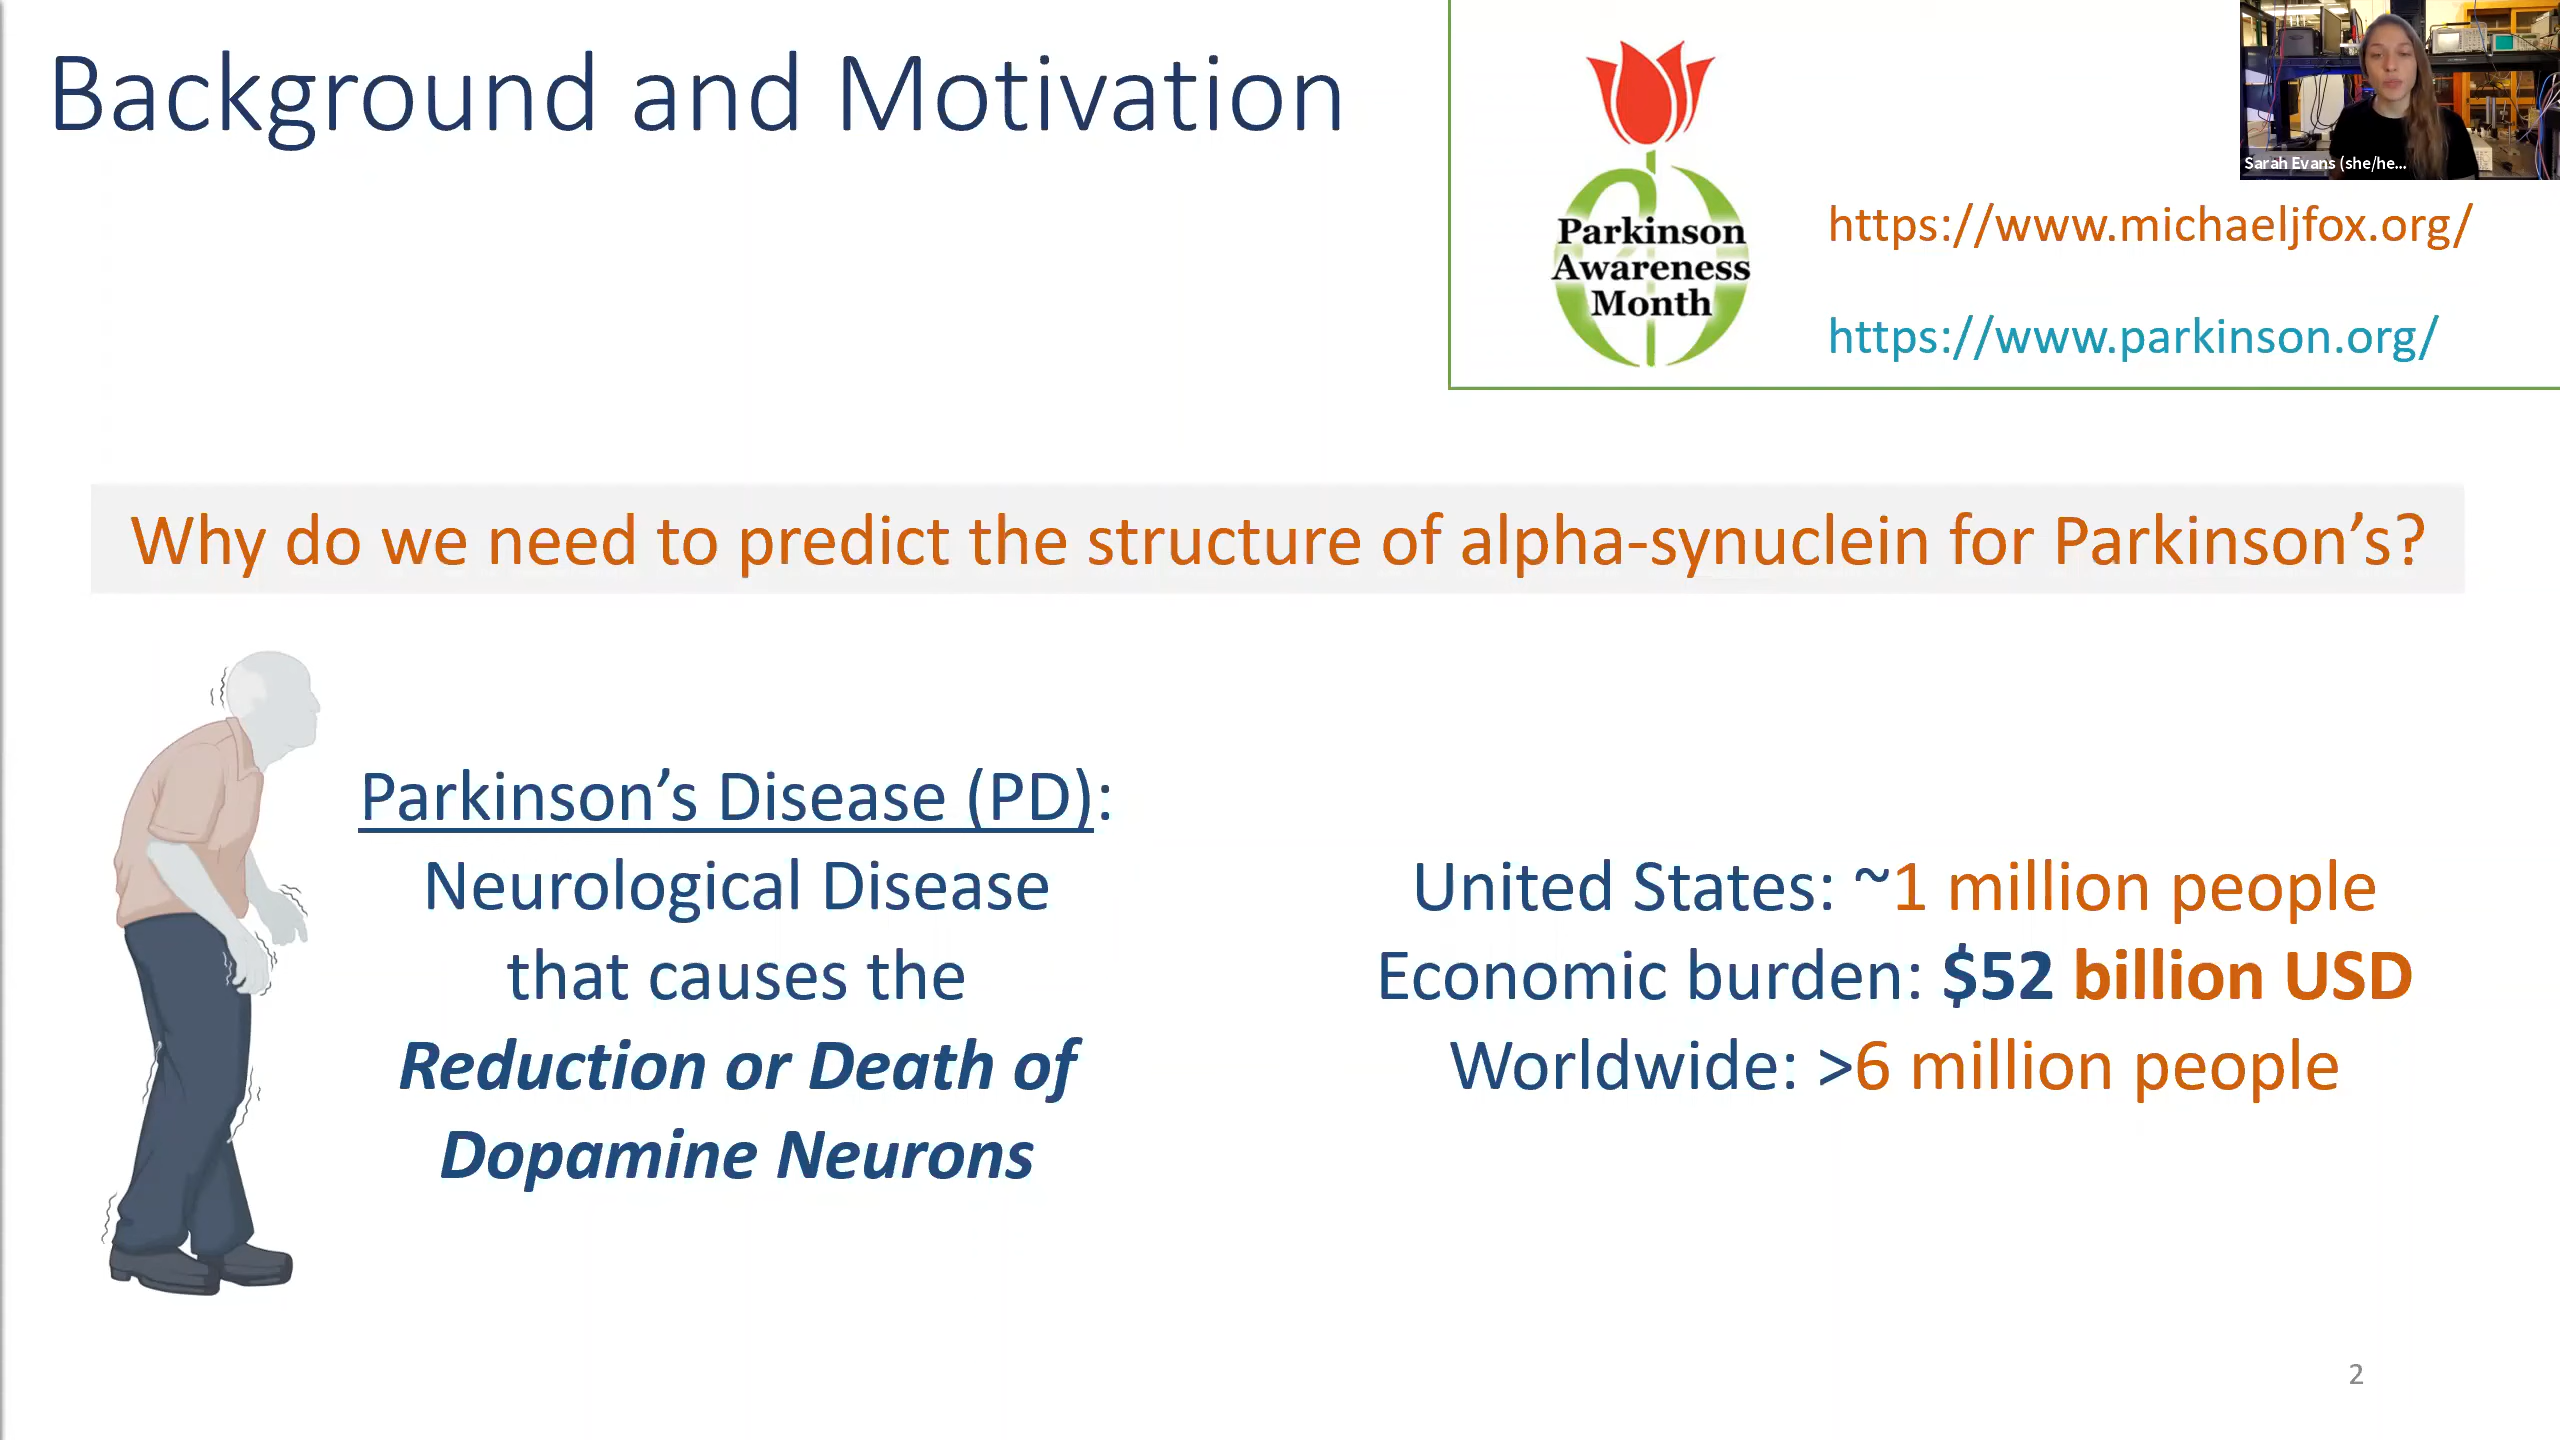 Background and Motivation
Parkinson
Awareness
Month
Sarah Evans (she/he...
https://www.michaeljfox.org/
https://www.parkinson.org/
Why do we need to predict the structure of alpha-synuclein for Parkinson’s?
Parkinson’s Disease (PD):
Neurological Disease
that causes the
Reduction or Death of
Dopamine Neurons
United States: ~1 million people
Economic burden: $52 billion USD
Worldwide: >6 million people
2